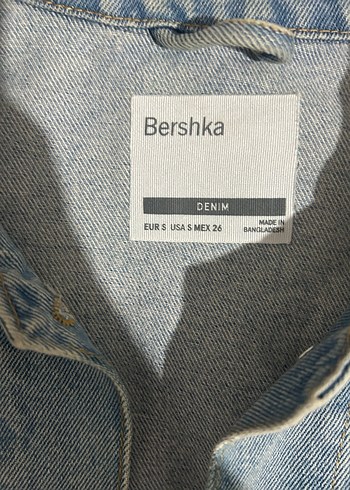 Bershka
DENIM
EUR S USA S MEX 26
MADE IN
BANGLADESH